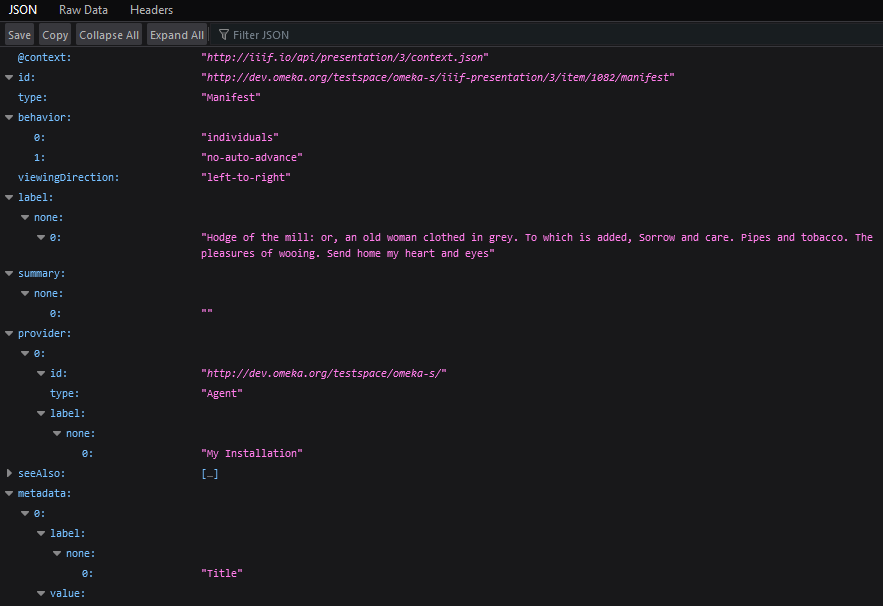 JSON Raw Data Headers
Save Copy Collapse All Expand All Filter JSON
@context: "http://iiif.io/api/presentation/3/context.json"
id: "http://dev.omeka.org/testspace/omeka-s/iiif-presentation/3/item/1082/manifest"
type: "Manifest"
behavior:
0: "individuals"
1: "no-auto-advance"
viewingDirection: "left-to-right"
label:
none:
0: "Hodge of the mill: or, an old woman clothed in grey. To which is added, Sorrow and care. Pipes and tobacco. The
pleasures of wooing. Send home my heart and eyes"
summary:
none:
0: ""
provider:
0:
id: "http://dev.omeka.org/testspace/omeka-s/"
type: "Agent"
label:
none:
0: "My Installation"
seeAlso: […]
metadata:
0:
label:
none:
0: "Title"
value: